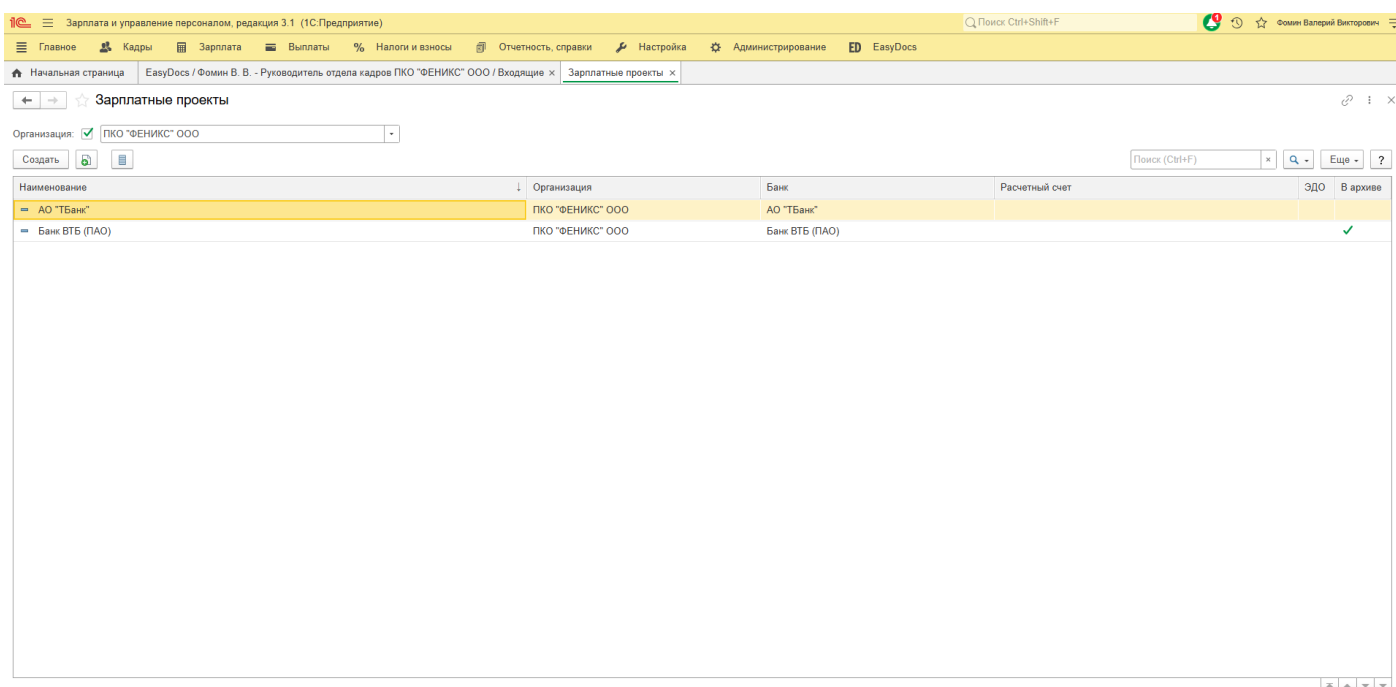 1С Зарплата и управление персоналом, редакция 3.1 (1С:Предприятие) Поиск Ctrl+Shift+F 1 Фомин Валерий Викторович
Главное Кадры Зарплата Выплаты % Налоги и взносы Отчетность, справки Настройка Администрирование ED EasyDocs
Начальная страница EasyDocs / Фомин В. В. - Руководитель отдела кадров ПКО "ФЕНИКС" ООО / Входящие × Зарплатные проекты ×
Зарплатные проекты
Организация: ПКО "ФЕНИКС" ООО
Создать Поиск (Ctrl+F) × Еще ?
Наименование ↓ Организация Банк Расчетный счет ЭДО В архиве
АО "ТБанк" ПКО "ФЕНИКС" ООО АО "ТБанк"
Банк ВТБ (ПАО) ПКО "ФЕНИКС" ООО Банк ВТБ (ПАО)